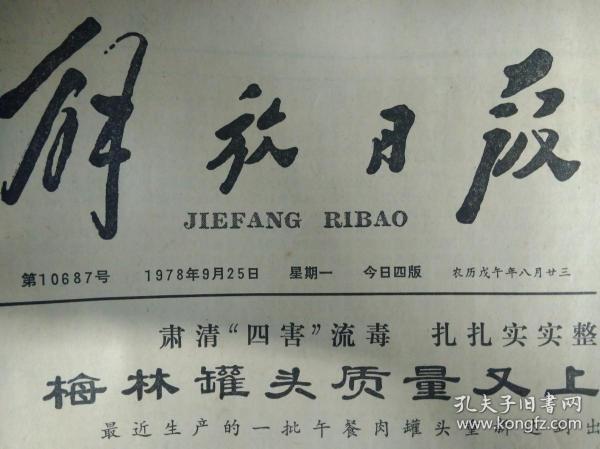 解放日报
JIEFANG RIBAO
第10687号 1978年9月25日 星期一 今日四版 农历戊午年八月廿三
肃清“四害”流毒 扎扎实实整
梅林罐头质量又上
最近生产的一批午餐肉罐头
孔夫子旧书网
www.kongfz.com